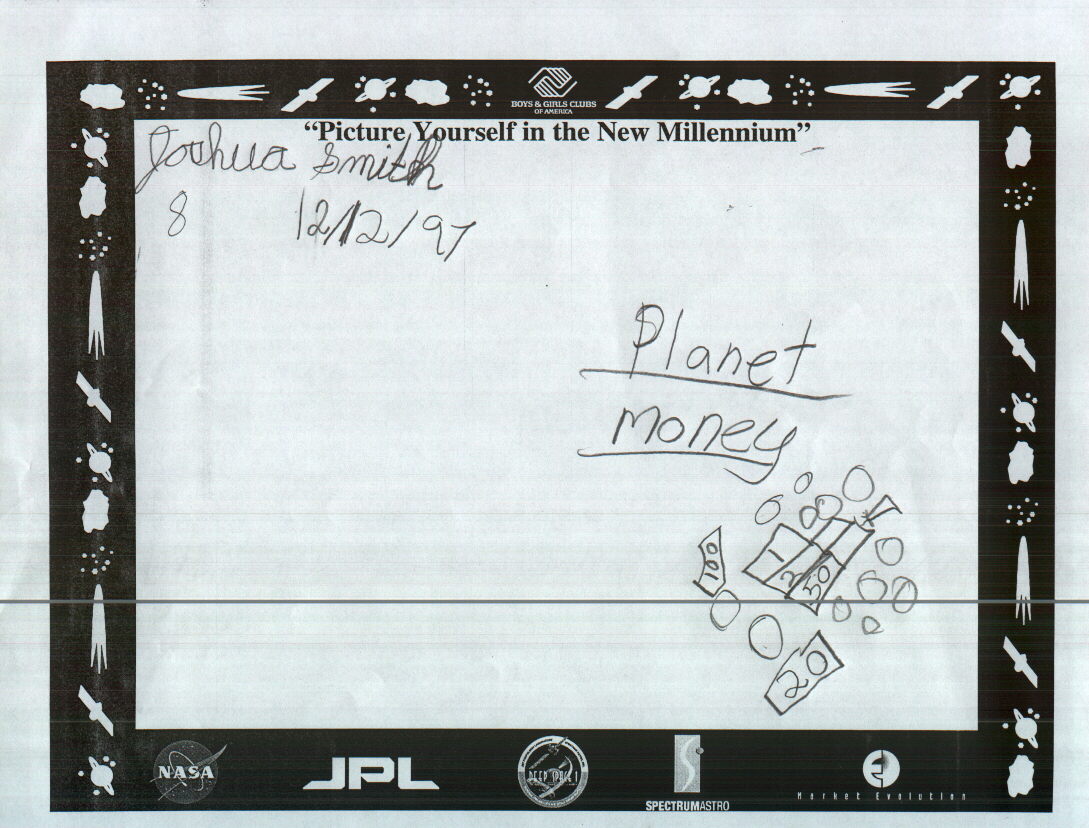 BOYS & GIRLS CLUBS
OF AMERICA
“Picture Yourself in the New Millennium”
Joshua Smith
8 12/12/97
Planet
money
100
1
2
50
20
NASA
JPL
DEEP SPACE 1
SPECTRUMASTRO
Market Evolution